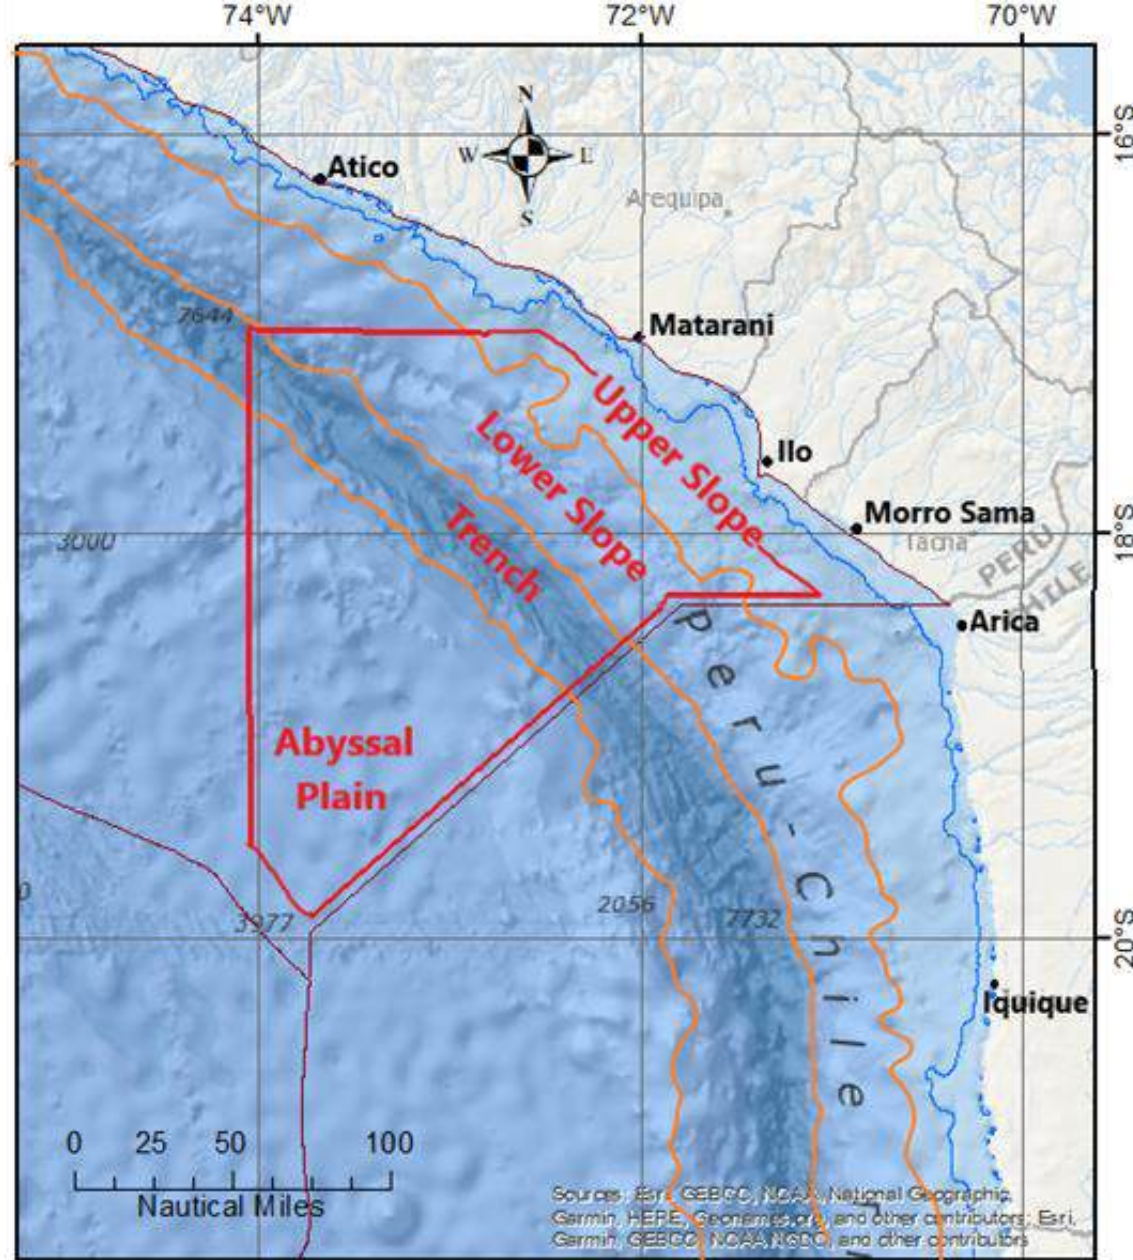 74°W
72°W
70°W
16°S
N
W
E
S
Atico
Arequipa
7644
Matarani
Upper Slope
Lower Slope
Ilo
Trench
Morro Sama
Tacna
18°S
3000
PERU
CHILE
Arica
Peru-Chile
Abyssal
Plain
0
2056
7732
3977
20°S
Iquique
0 25 50 100
Nautical Miles
Sources: Esri, GEBCO, NOAA, National Geographic,
Garmin, HERE, Geonames.org, and other contributors; Esri,
Garmin, GEBCO, NOAA NGDC, and other contributors